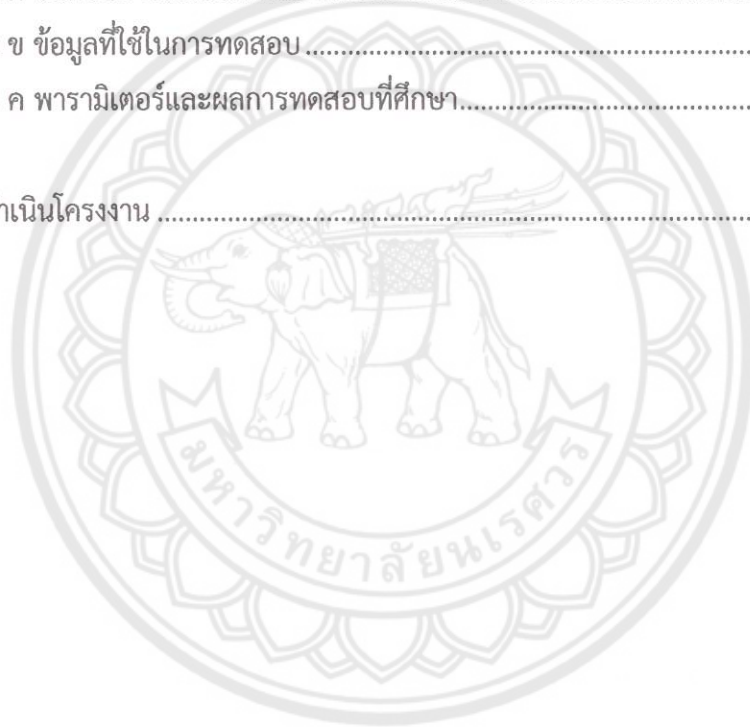 ข ข้อมูลที่ใช้ในการทดสอบ ........................................................
ค พารามิเตอร์และผลการทดสอบที่ศึกษา........................................
ำเนินโครงงาน ........................................................................
มหาวิทยาลัยนเรศวร